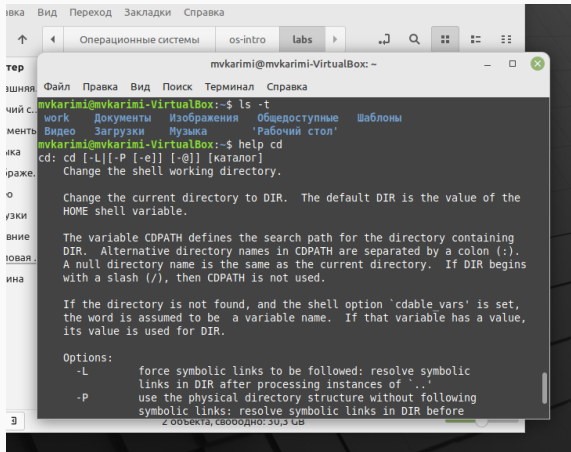 Вид Переход Закладки Справка
Операционные системы os-intro labs
mvkarimi@mvkarimi-VirtualBox: ~
Файл Правка Вид Поиск Терминал Справка
mvkarimi@mvkarimi-VirtualBox:~$ ls -t
work Документы Изображения Общедоступные Шаблоны
Видео Загрузки Музыка 'Рабочий стол'
mvkarimi@mvkarimi-VirtualBox:~$ help cd
cd: cd [-L|[-P [-e]] [-@]] [каталог]
Change the shell working directory.
Change the current directory to DIR. The default DIR is the value of the
HOME shell variable.
The variable CDPATH defines the search path for the directory containing
DIR. Alternative directory names in CDPATH are separated by a colon (:).
A null directory name is the same as the current directory. If DIR begins
with a slash (/), then CDPATH is not used.
If the directory is not found, and the shell option `cdable_vars' is set,
the word is assumed to be a variable name. If that variable has a value,
its value is used for DIR.
Options:
-L force symbolic links to be followed: resolve symbolic
links in DIR after processing instances of `..'
-P use the physical directory structure without following
symbolic links: resolve symbolic links in DIR before
2 объекта, свободно: 30,3 GB